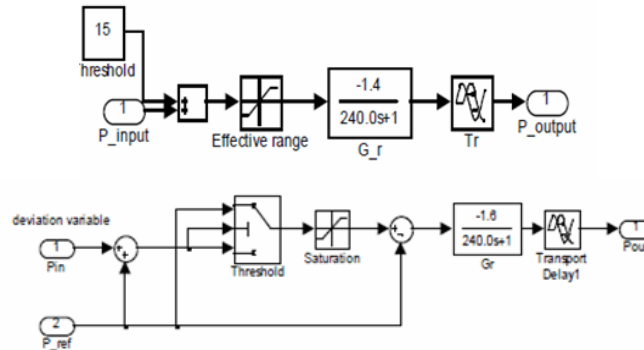 15
hreshold
1
P_input
Effective range
-1.4
240.0s+1
G_r
Tr
1
P_output
deviation variable
1
Pin
2
P_ref
Threshold
Saturation
-1.6
240.0s+1
Gr
Transport
Delay1
1
Pou